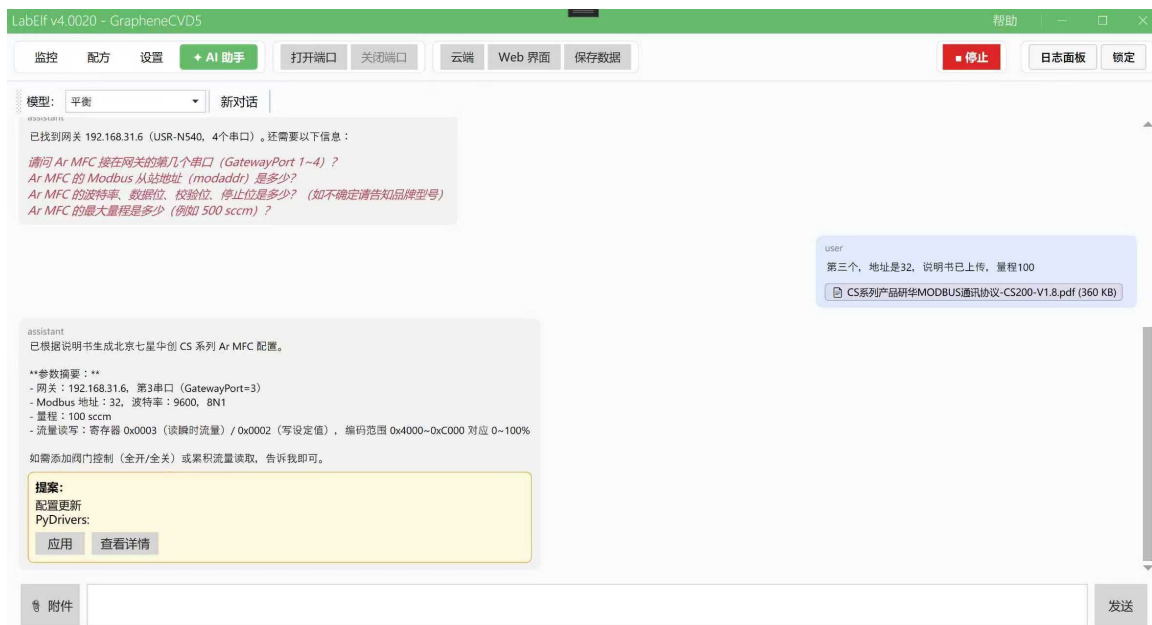 LabElf v4.0020 - GrapheneCVD5
帮助
监控 配方 设置 AI 助手 打开端口 关闭端口 云端 Web 界面 保存数据 停止 日志面板 锁定
模型: 平衡 新对话
assistant
已找到网关 192.168.31.6（USR-N540，4个串口）。还需要以下信息：
请问 Ar MFC 接在网关的第几个串口（GatewayPort 1~4）？
Ar MFC 的 Modbus 从站地址（modaddr）是多少?
Ar MFC 的波特率、数据位、校验位、停止位是多少？（如不确定请告知品牌型号）
Ar MFC 的最大量程是多少（例如 500 sccm）？
user
第三个，地址是32，说明书已上传，量程100
CS系列产品研华MODBUS通讯协议-CS200-V1.8.pdf (360 KB)
assistant
已根据说明书生成北京七星华创 CS 系列 Ar MFC 配置。
**参数摘要：**
- 网关：192.168.31.6，第3串口（GatewayPort=3）
- Modbus 地址：32，波特率：9600，8N1
- 量程：100 sccm
- 流量读写：寄存器 0x0003（读瞬时流量）/ 0x0002（写设定值），编码范围 0x4000~0xC000 对应 0~100%
如需添加阀门控制（全开/全关）或累积流量读取，告诉我即可。
提案:
配置更新
PyDrivers:
应用 查看详情
附件 发送